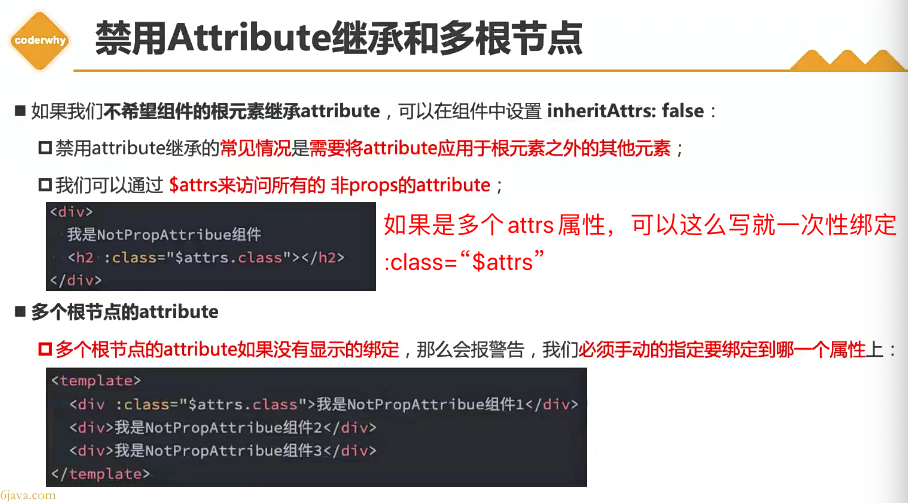 coderwhy
禁用Attribute继承和多根节点
如果我们不希望组件的根元素继承attribute，可以在组件中设置 inheritAttrs: false：
禁用attribute继承的常见情况是需要将attribute应用于根元素之外的其他元素；
我们可以通过 $attrs来访问所有的 非props的attribute；
<div>
我是NotPropAttribue组件
<h2 :class="$attrs.class"></h2>
</div>
如果是多个attrs属性，可以这么写就一次性绑定
:class=“$attrs”
多个根节点的attribute
多个根节点的attribute如果没有显示的绑定，那么会报警告，我们必须手动的指定要绑定到哪一个属性上：
<template>
<div :class="$attrs.class">我是NotPropAttribue组件1</div>
<div>我是NotPropAttribue组件2</div>
<div>我是NotPropAttribue组件3</div>
</template>
6java.com